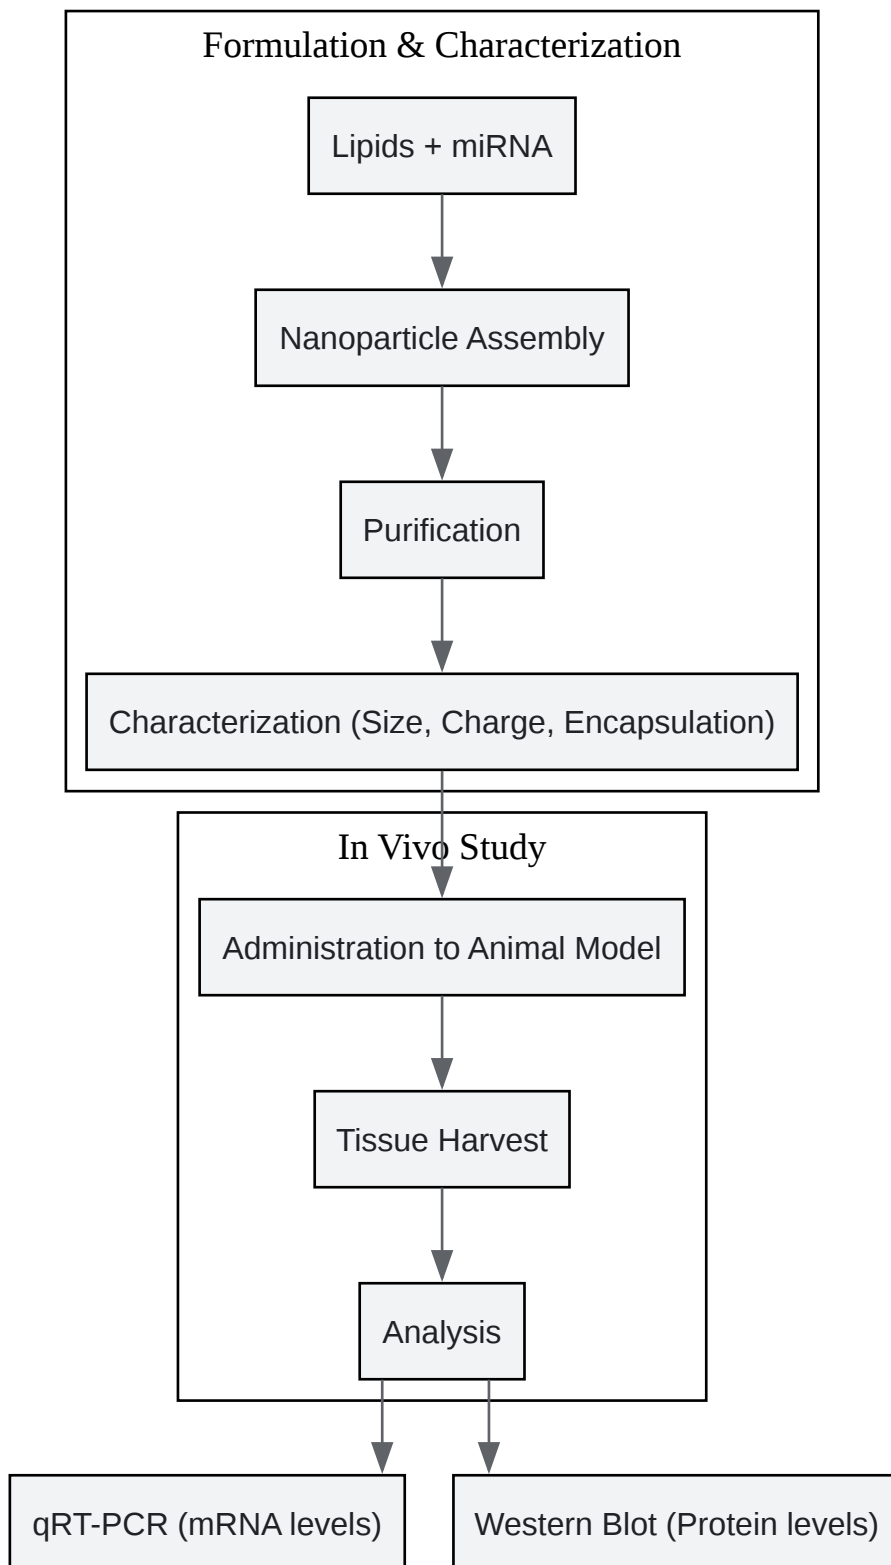 Formulation & Characterization
Lipids + miRNA
Nanoparticle Assembly
Purification
Characterization (Size, Charge, Encapsulation)
In Vivo Study
Administration to Animal Model
Tissue Harvest
Analysis
qRT-PCR (mRNA levels)
Western Blot (Protein levels)